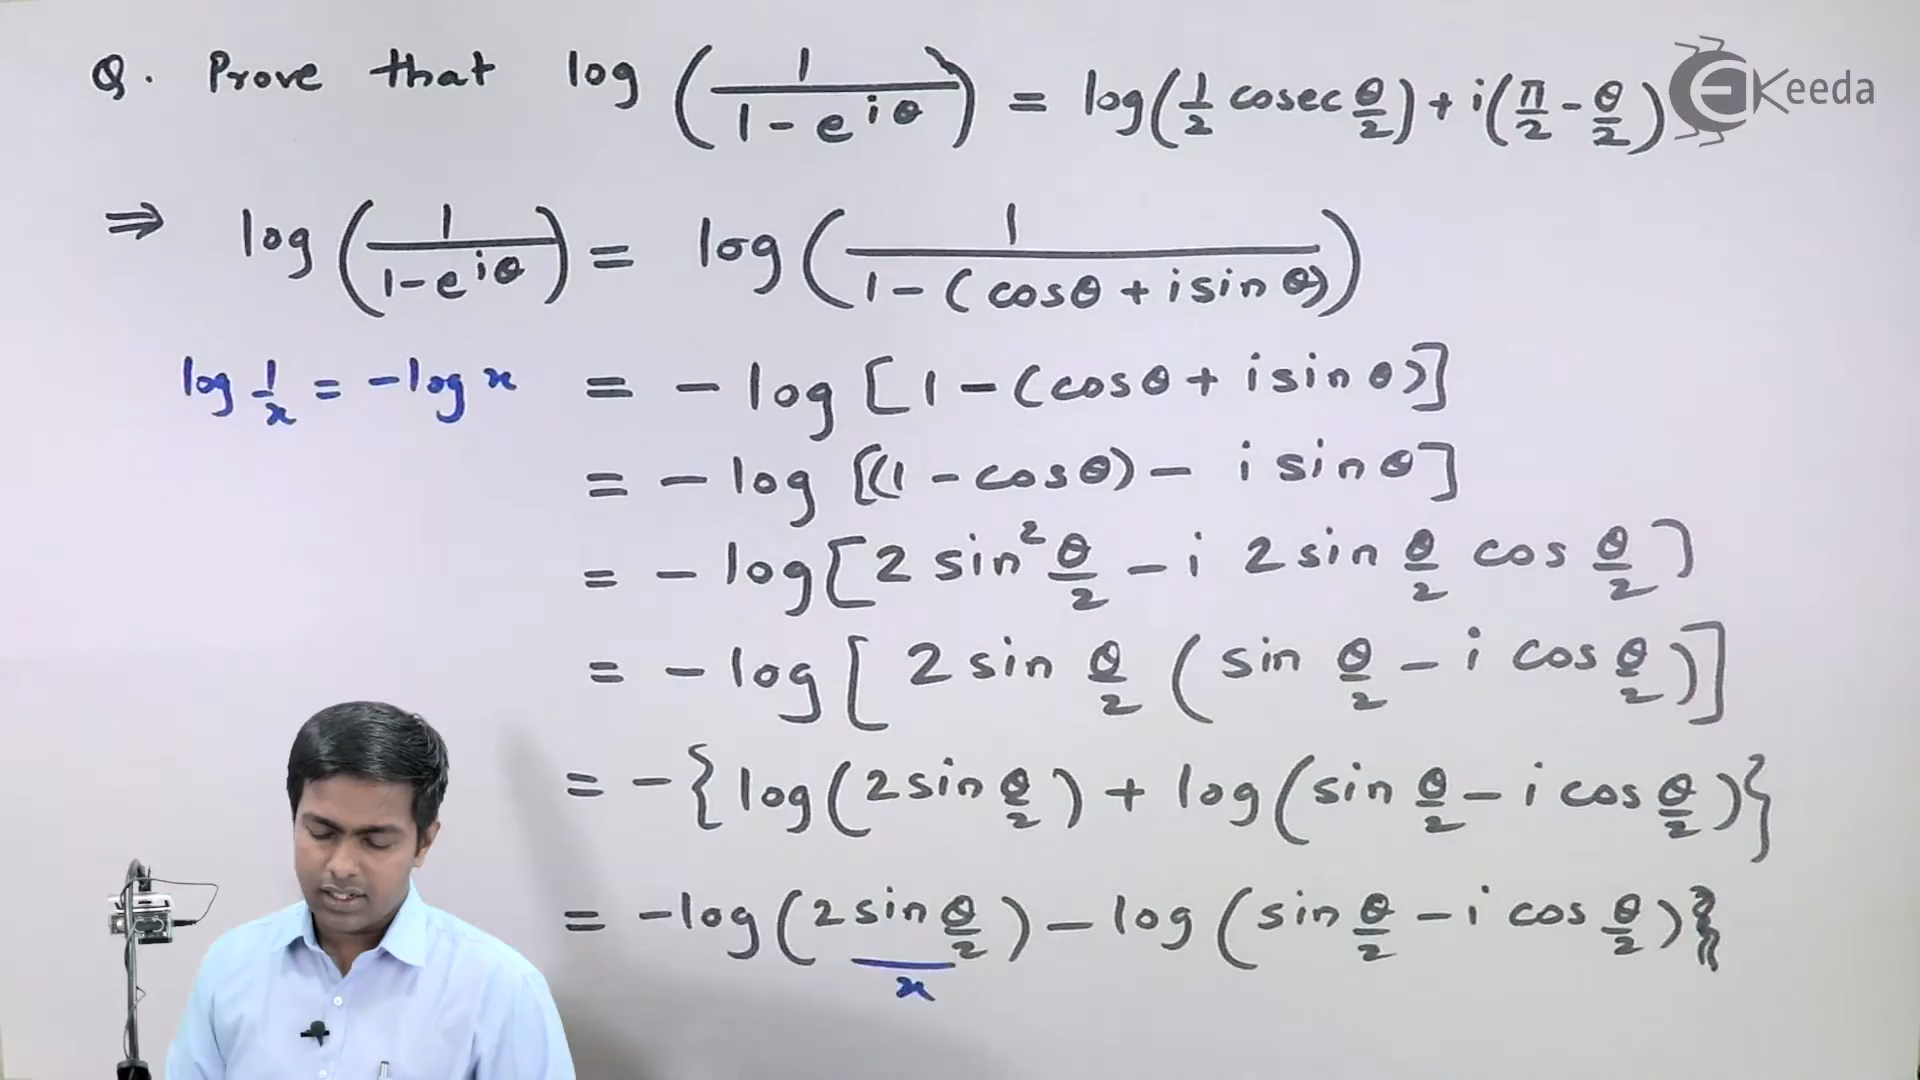 Q. Prove that log (1/(1-e^{iθ})) = log(1/2 cosec θ/2) + i(π/2 - θ/2)
EKeeda
⇒ log (1/(1-e^{iθ})) = log (1/(1-(cosθ + isinθ)))
log 1/x = -log x = - log [1-(cosθ + isinθ)]
= - log [(1-cosθ) - i sinθ]
= - log [2 sin² θ/2 - i 2 sin θ/2 cos θ/2]
= - log [2 sin θ/2 (sin θ/2 - i cos θ/2)]
= - {log (2 sin θ/2) + log (sin θ/2 - i cos θ/2)}
= - log (2 sin θ/2) - log (sin θ/2 - i cos θ/2)
x